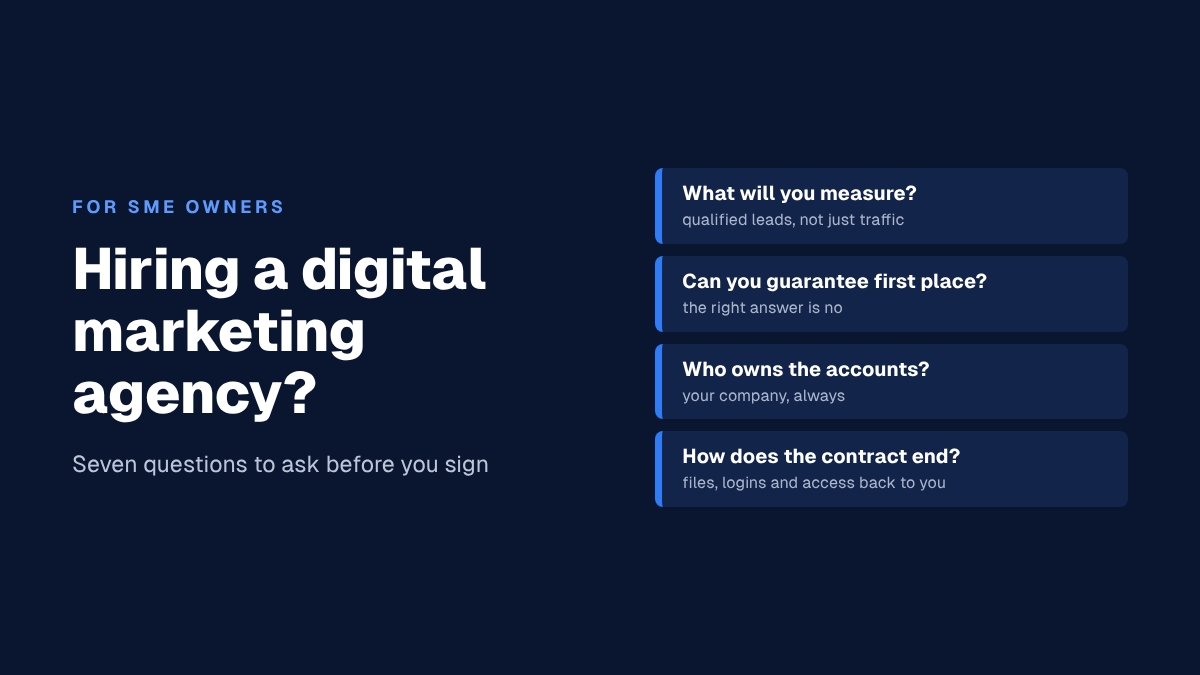 FOR SME OWNERS
Hiring a digital
marketing
agency?
Seven questions to ask before you sign
What will you measure?
qualified leads, not just traffic
Can you guarantee first place?
the right answer is no
Who owns the accounts?
your company, always
How does the contract end?
files, logins and access back to you